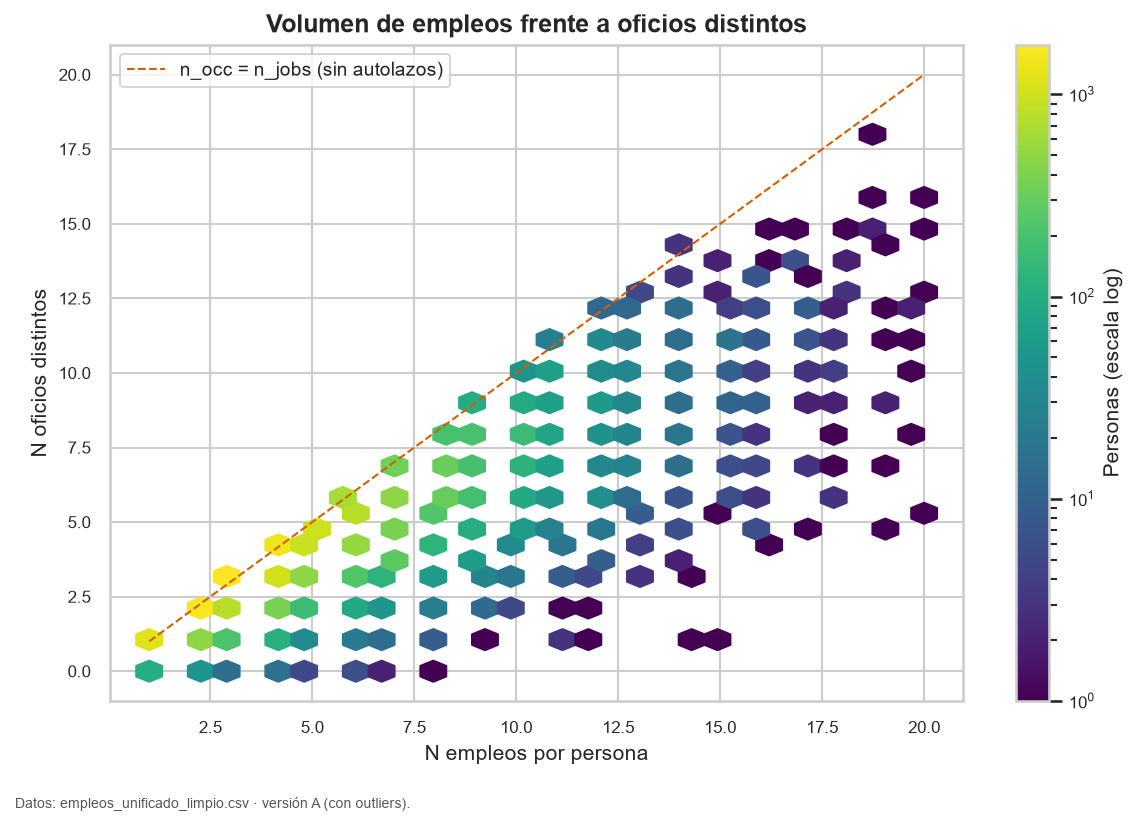 Volumen de empleos frente a oficios distintos
n_occ = n_jobs (sin autolazos)
N oficios distintos
20.0
17.5
15.0
12.5
10.0
7.5
5.0
2.5
0.0
2.5 5.0 7.5 10.0 12.5 15.0 17.5 20.0
N empleos por persona
10³
10²
10¹
10⁰
Personas (escala log)
Datos: empleos_unificado_limpio.csv · versión A (con outliers).